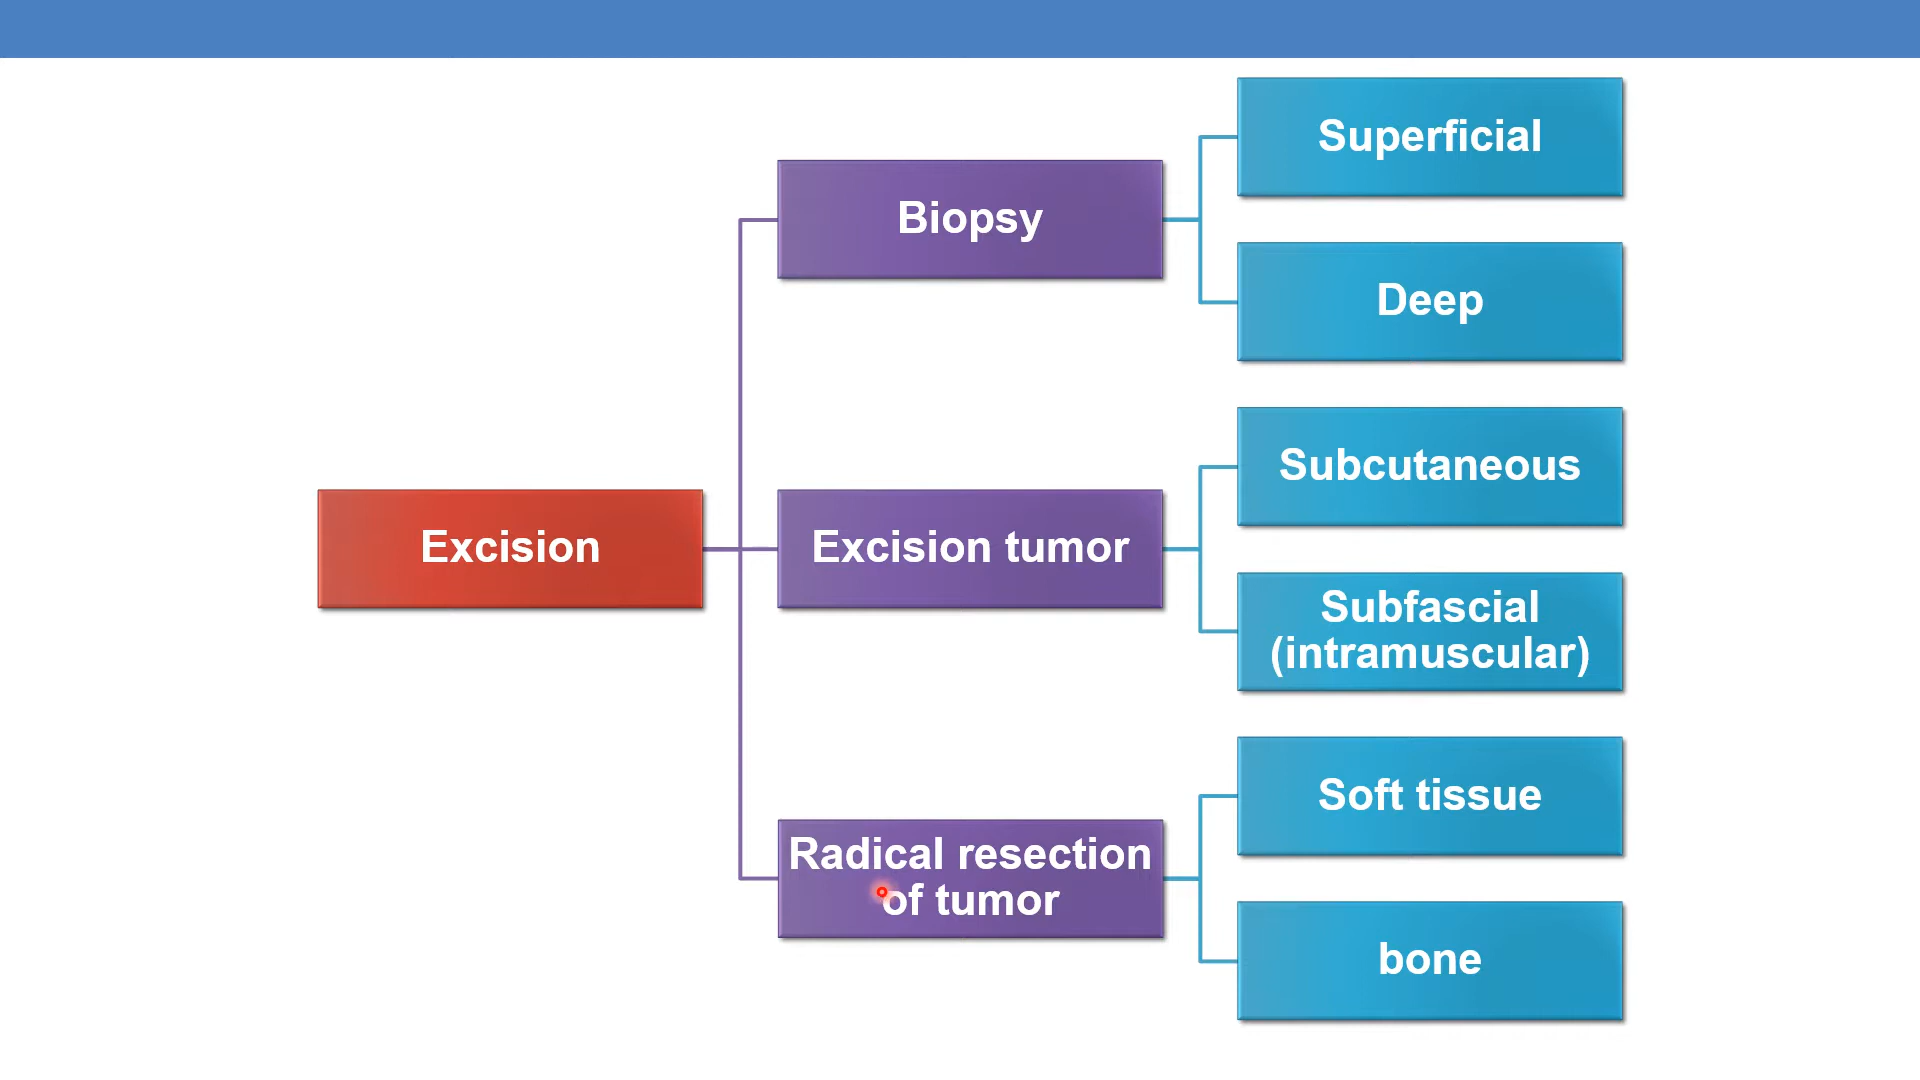 Excision
Biopsy
Superficial
Deep
Excision tumor
Subcutaneous
Subfascial
(intramuscular)
Radical resection
of tumor
Soft tissue
bone